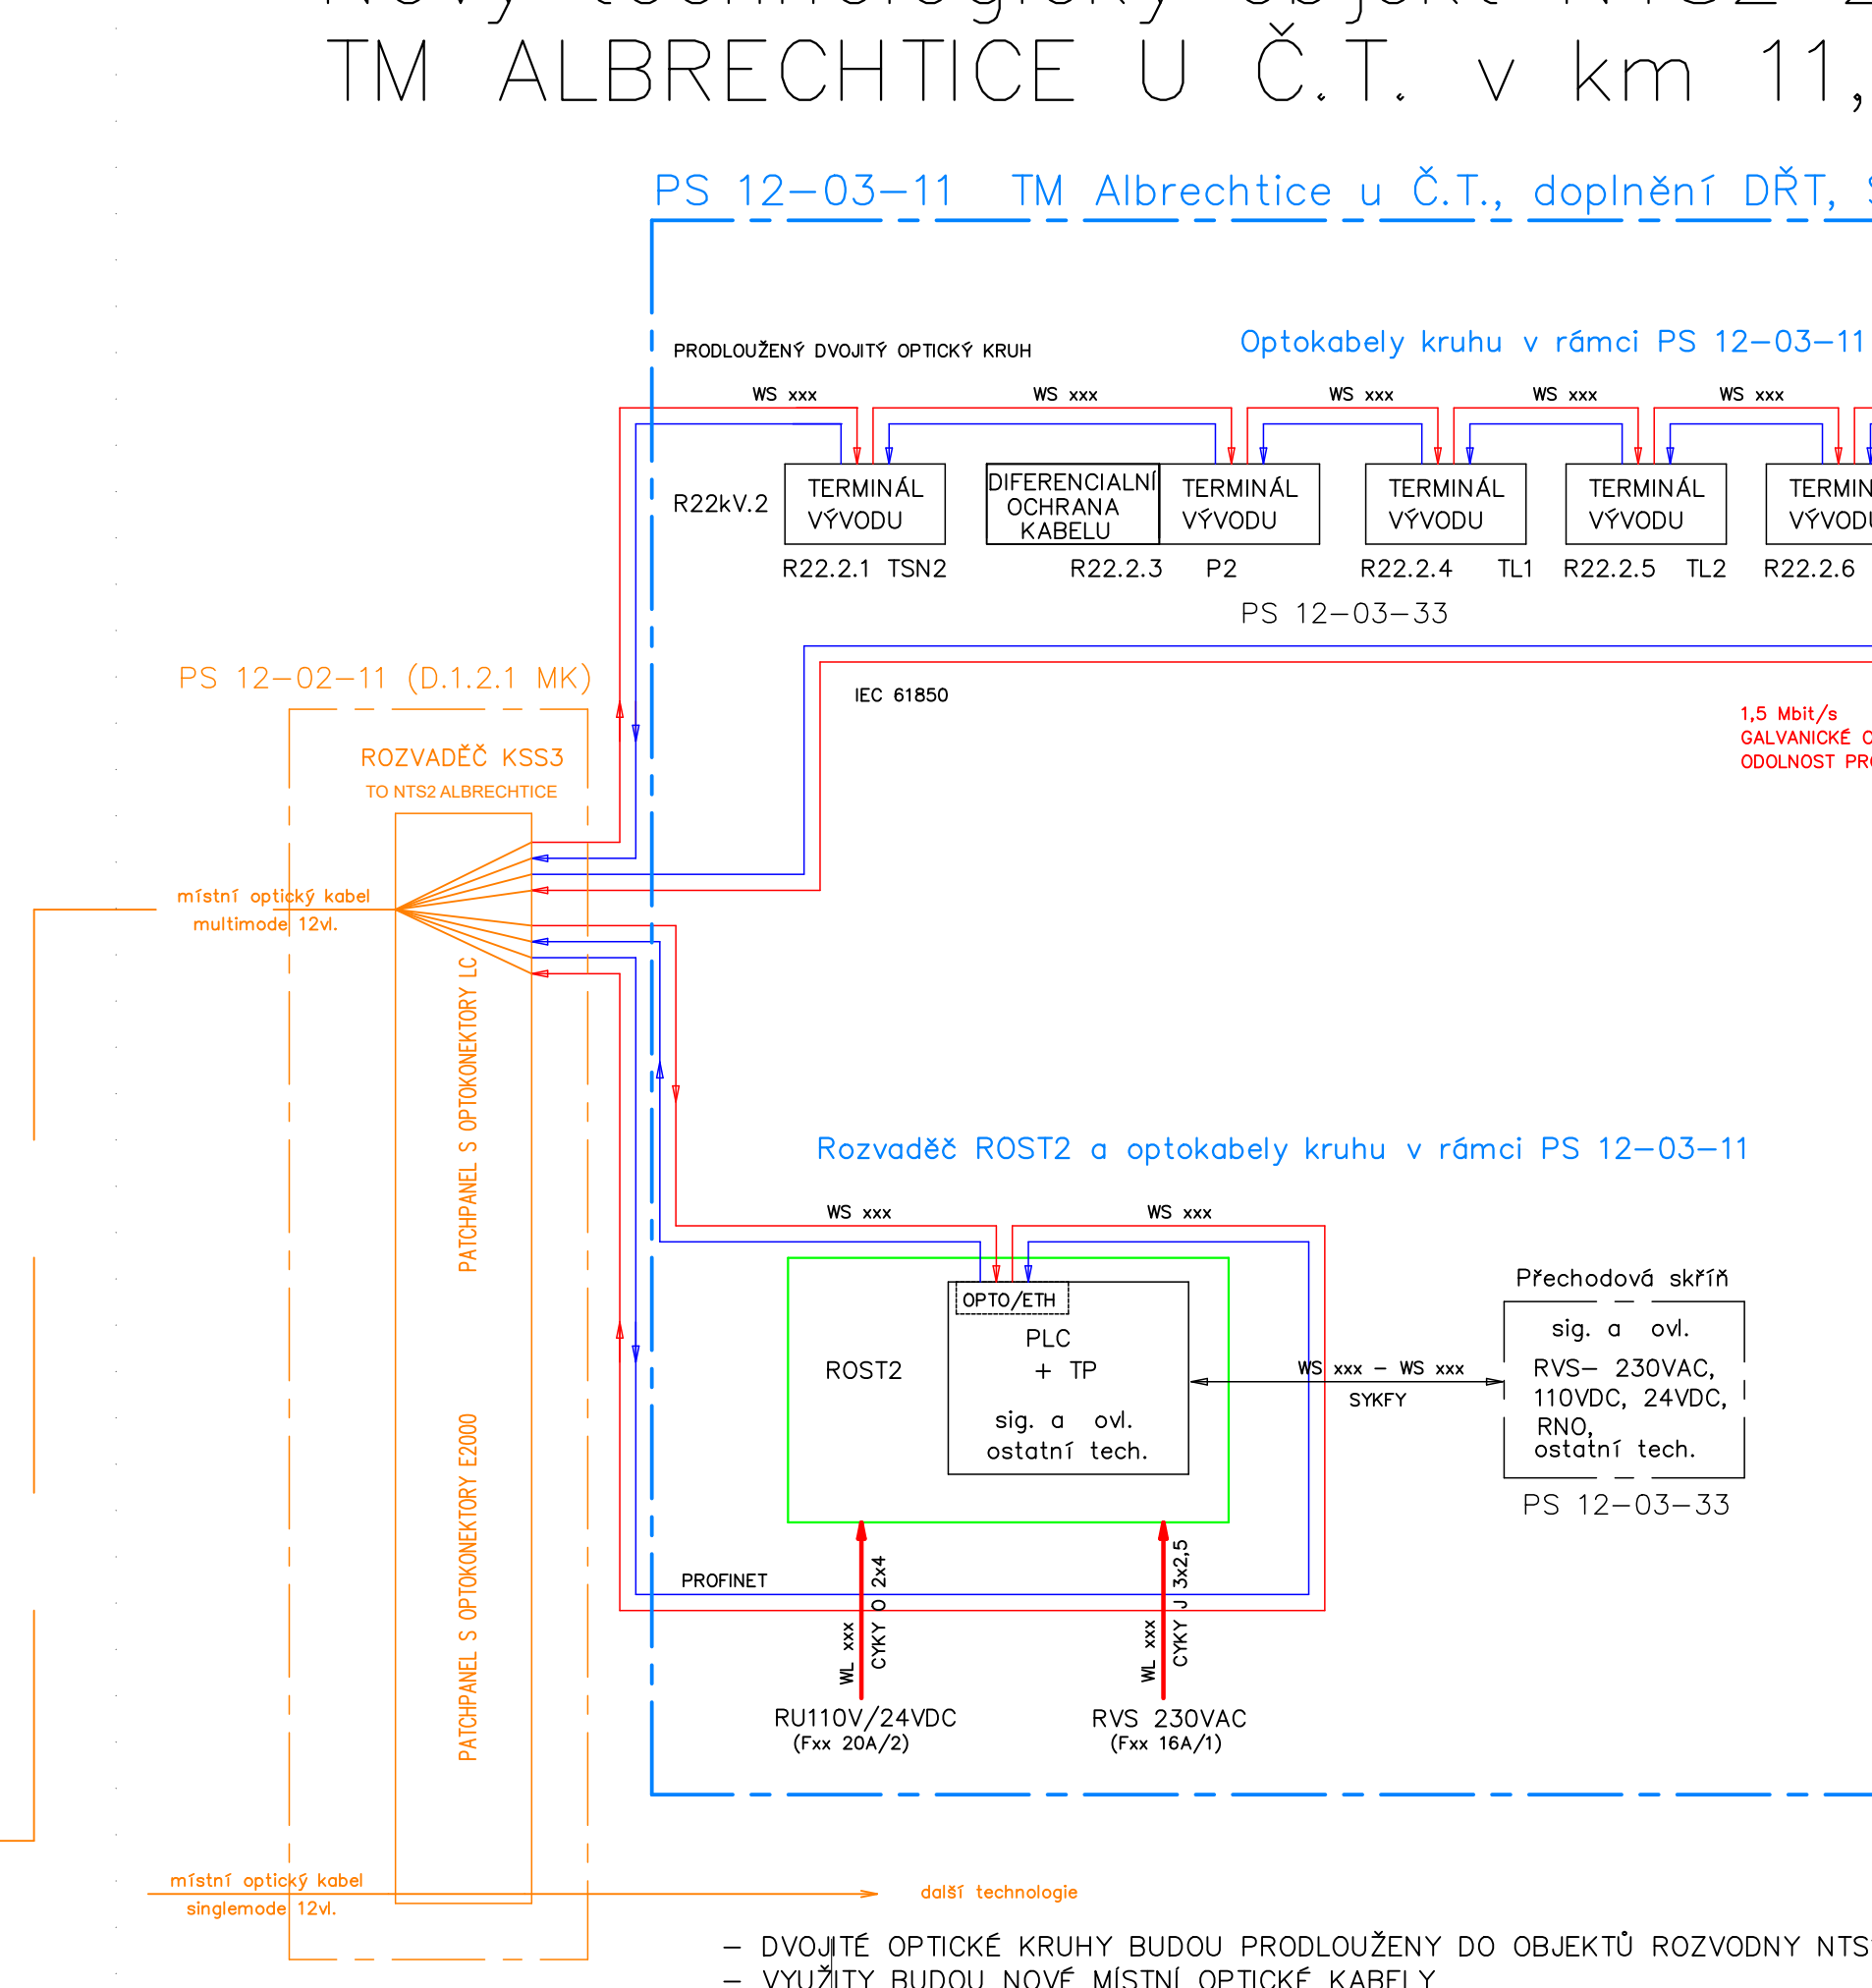 TM ALBRECHTICE U Č.T. v km 11,
PS 12-03-11 TM Albrechtice u Č.T., doplnění DŘT,
PRODLOUŽENÝ DVOJITÝ OPTICKÝ KRUH
Optokabely kruhu v rámci PS 12-03-11
WS xxx
WS xxx
WS xxx
WS xxx
WS xxx
R22kV.2
TERMINÁL
VÝVODU
DIFERENCIALNÍ
OCHRANA
KABELU
TERMINÁL
VÝVODU
TERMINÁL
VÝVODU
TERMINÁL
VÝVODU
R22.2.1 TSN2
R22.2.3 P2
R22.2.4 TL1
R22.2.5 TL2
R22.2.6
PS 12-03-33
IEC 61850
1,5 Mbit/s
GALVANICKÉ
ODOLNOST
PS 12-02-11 (D.1.2.1 MK)
ROZVADĚČ KSS3
TO NTS2 ALBRECHTICE
místní optický kabel
multimode 12vl.
PATCHPANEL S OPTOKONEKTORY LC
PATCHPANEL S OPTOKONEKTORY E2000
Rozvaděč ROST2 a optokabely kruhu v rámci PS 12-03-11
WS xxx
WS xxx
OPTO/ETH
PLC
+ TP
ROST2
sig. a ovl.
ostatní tech.
WS xxx - WS xxx
SYKFY
Přechodová skříň
sig. a ovl.
RVS- 230VAC,
110VDC, 24VDC,
RNO,
ostatní tech.
PS 12-03-33
PROFINET
WL xxx
CYKY O 2x4
WL xxx
CYKY J 3x2,5
RU110V/24VDC
(Fxx 20A/2)
RVS 230VAC
(Fxx 16A/1)
místní optický kabel
singlemode 12vl.
další technologie
- DVOJITÉ OPTICKÉ KRUHY BUDOU PRODLOUŽENY DO OBJEKTŮ ROZVODNY
- VYUŽITY BUDOU NOVÉ MÍSTNÍ OPTICKÉ KABELY